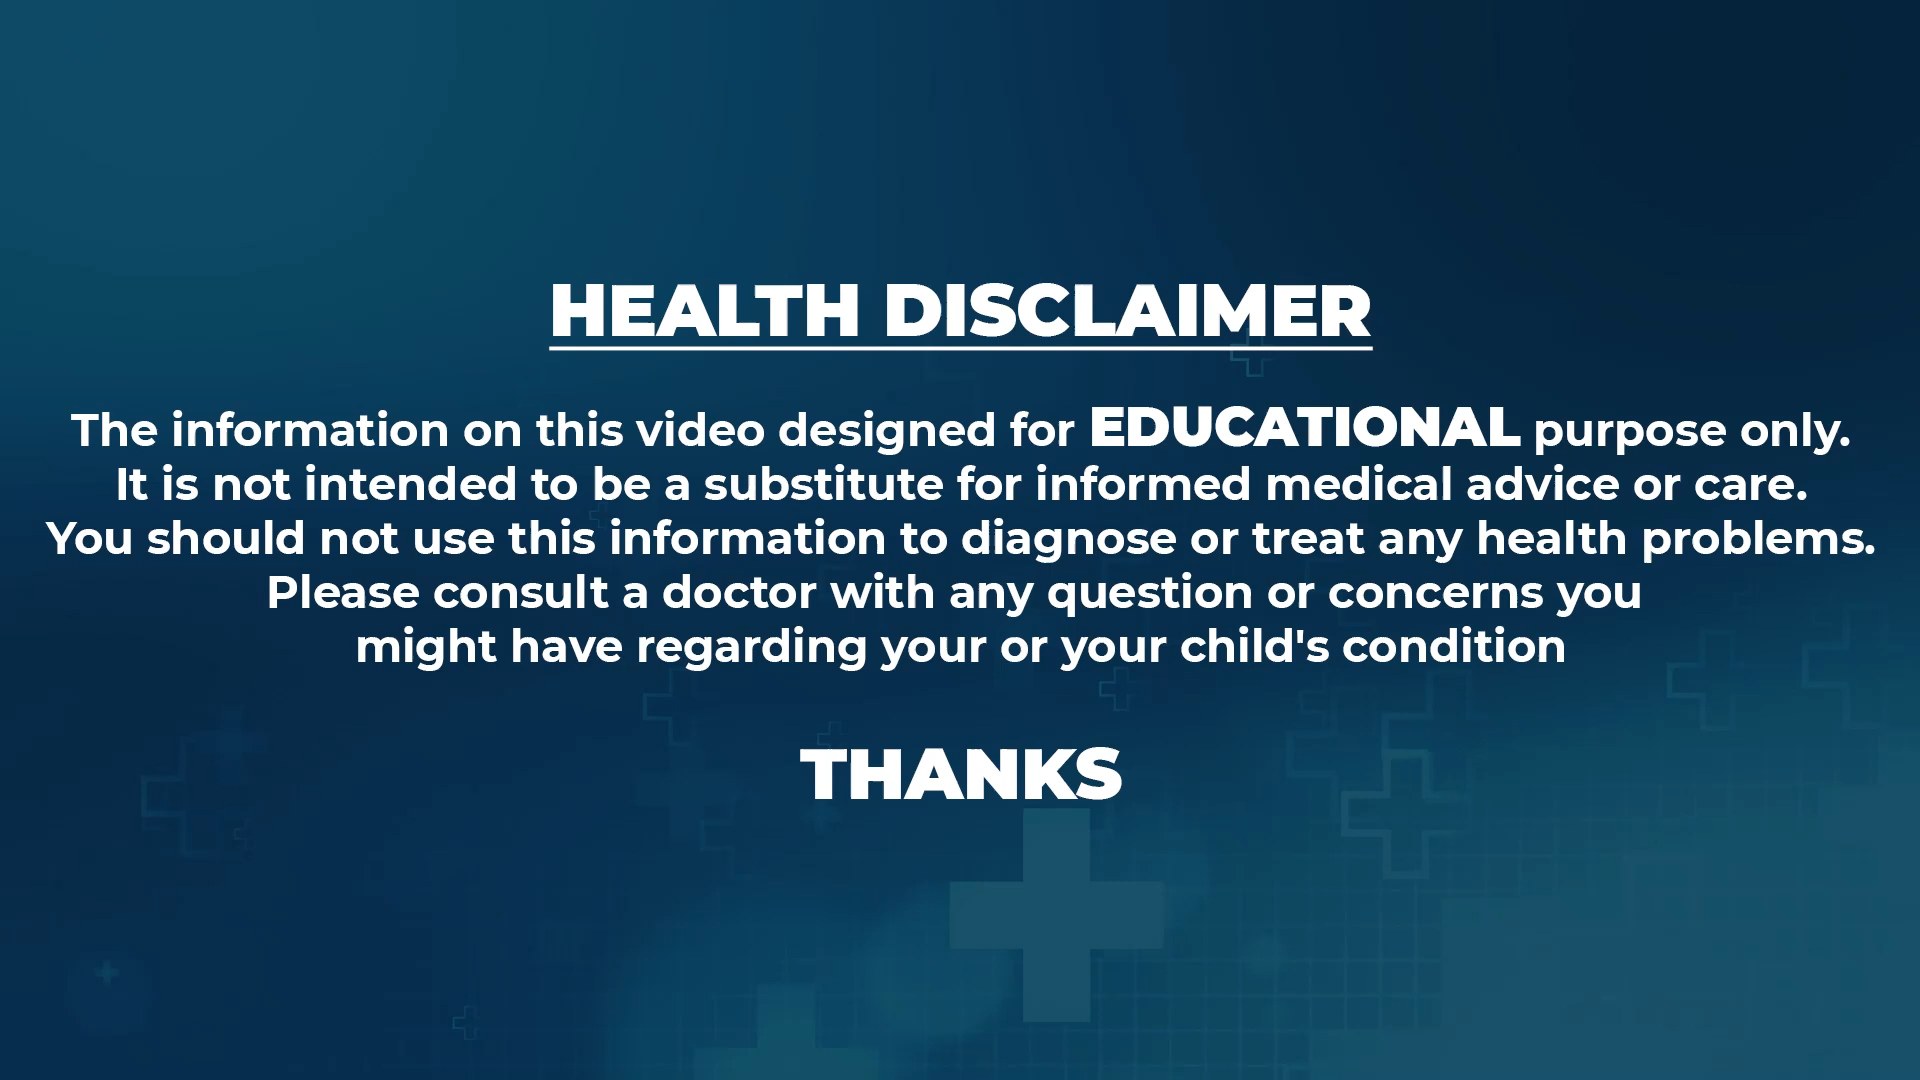 HEALTH DISCLAIMER
The information on this video designed for EDUCATIONAL purpose only.
It is not intended to be a substitute for informed medical advice or care.
You should not use this information to diagnose or treat any health problems.
Please consult a doctor with any question or concerns you
might have regarding your or your child's condition
THANKS